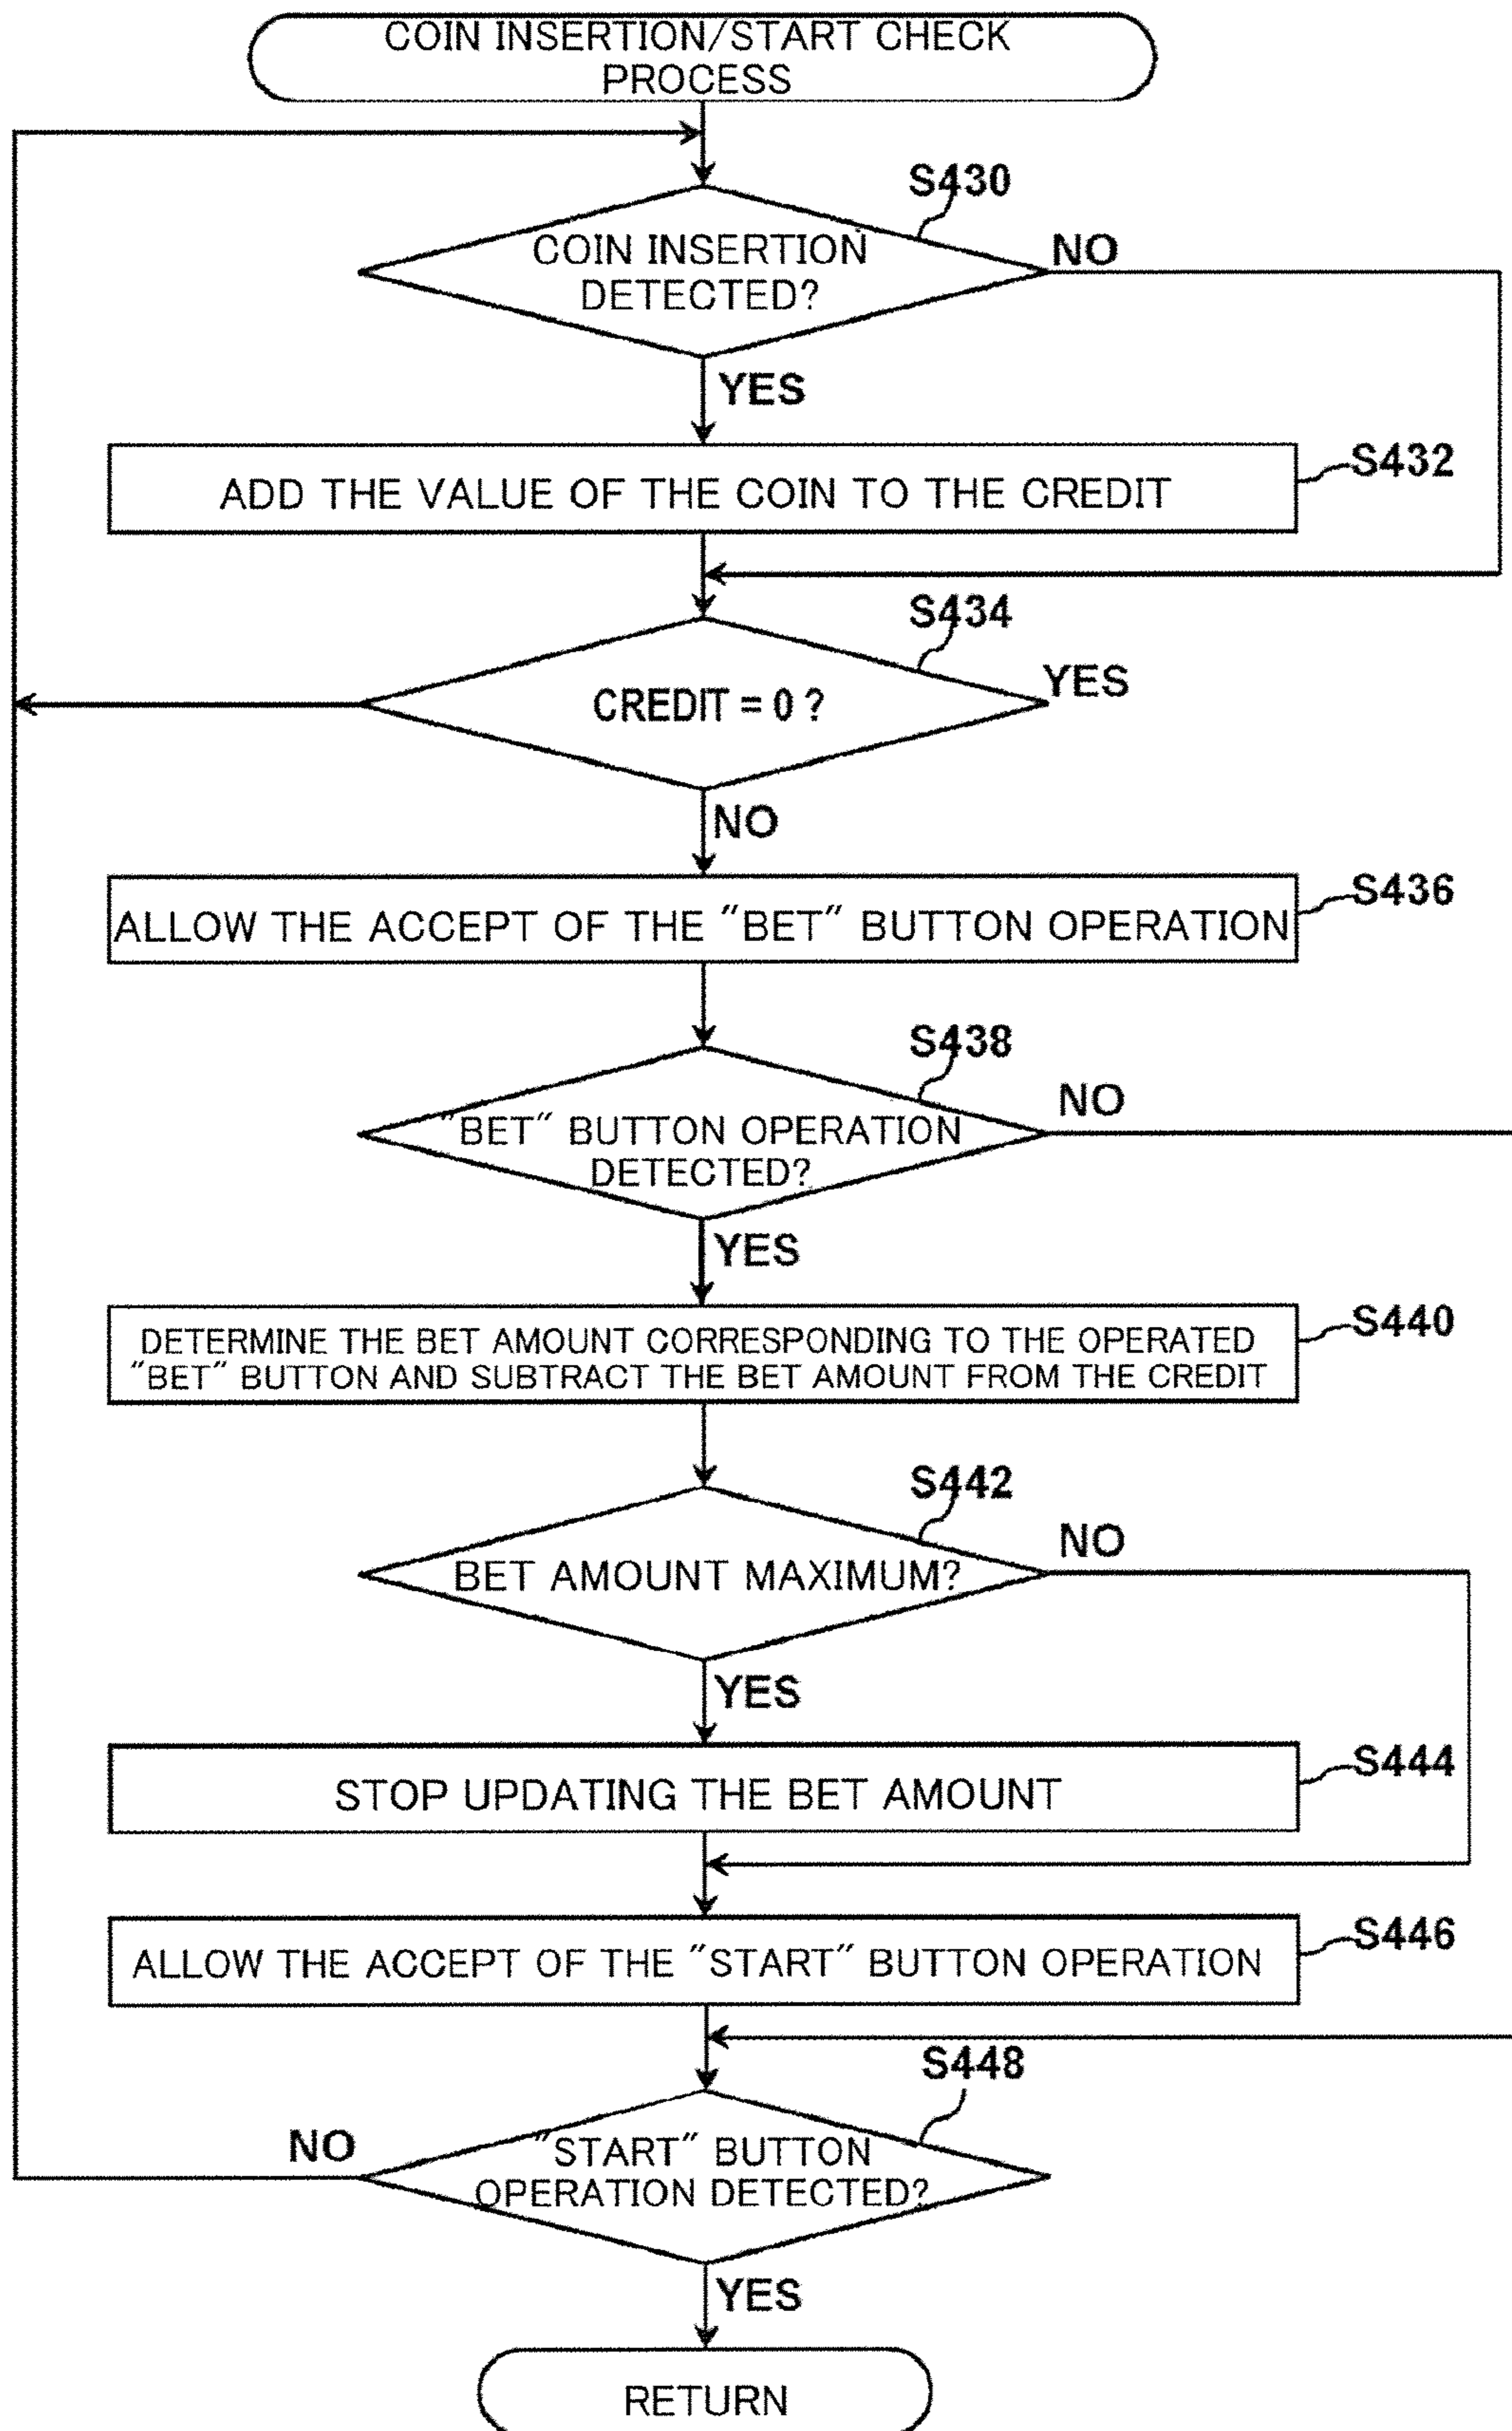 COIN INSERTION/START CHECK
PROCESS
S430
COIN INSERTION
DETECTED?
NO
YES
ADD THE VALUE OF THE COIN TO THE CREDIT
S432
S434
CREDIT = 0 ?
YES
NO
ALLOW THE ACCEPT OF THE "BET" BUTTON OPERATION
S436
S438
"BET" BUTTON OPERATION
DETECTED?
NO
YES
DETERMINE THE BET AMOUNT CORRESPONDING TO THE OPERATED
"BET" BUTTON AND SUBTRACT THE BET AMOUNT FROM THE CREDIT
S440
S442
BET AMOUNT MAXIMUM?
NO
YES
STOP UPDATING THE BET AMOUNT
S444
ALLOW THE ACCEPT OF THE "START" BUTTON OPERATION
S446
S448
"START" BUTTON
OPERATION DETECTED?
NO
YES
RETURN